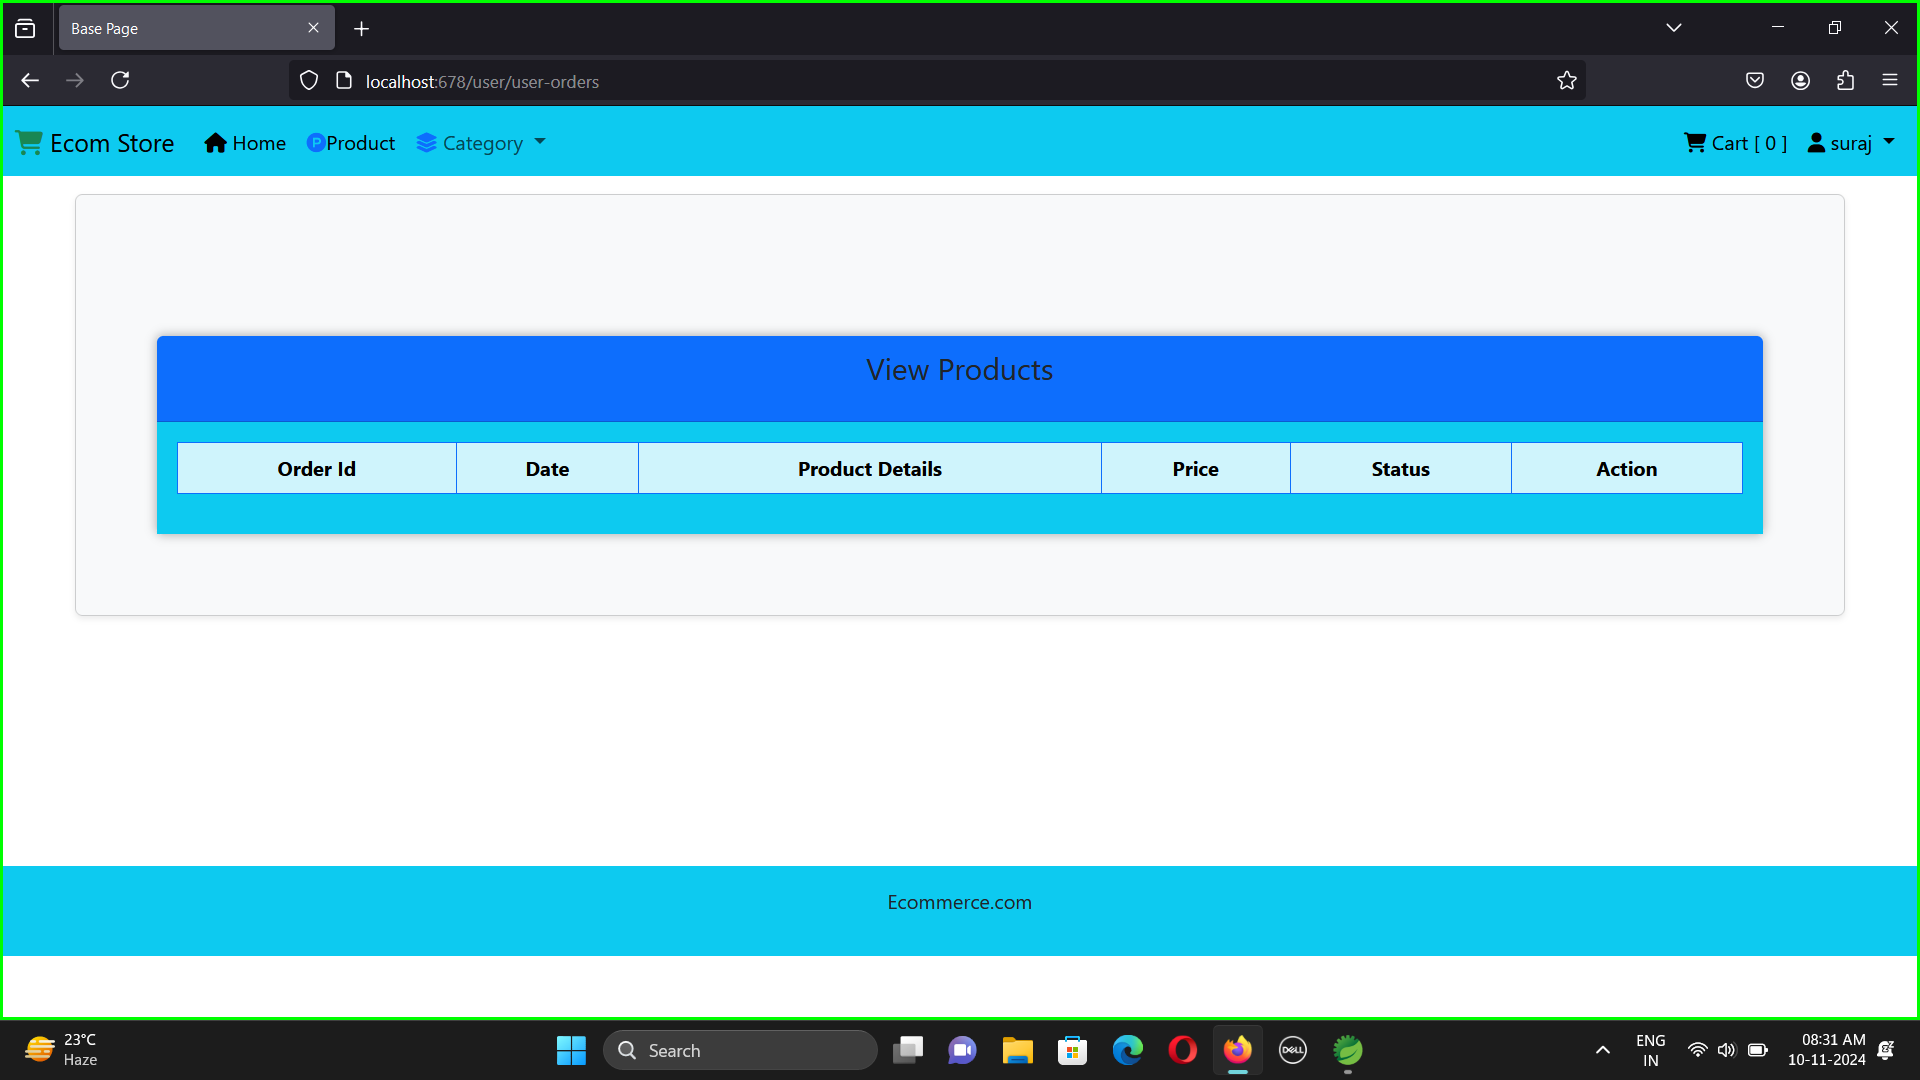 Base Page
localhost:678/user/user-orders
Ecom Store Home Product Category Cart [ 0 ] suraj
View Products
Order Id Date Product Details Price Status Action
Ecommerce.com
23°C
Haze
Search
DELL
ENG
IN
08:31 AM
10-11-2024